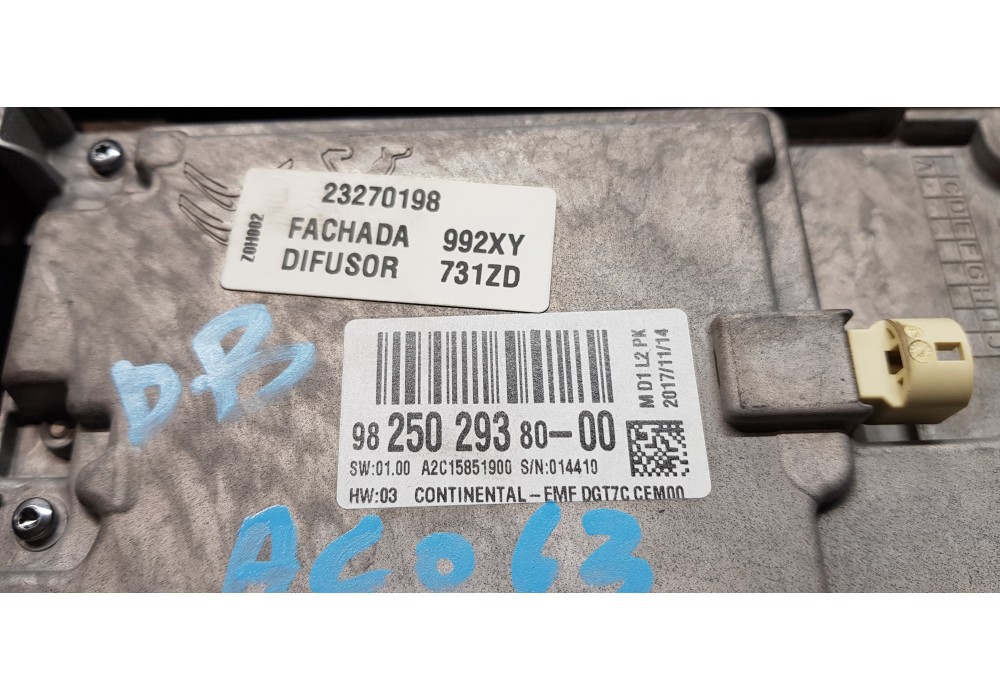 23270198
FACHADA 992XY
DIFUSOR 731ZD
Z0H002
DB
M D1 L2 PK
2017/11/14
98 250 293 80-00
SW:01.00 A2C15851900 S/N:014410
HW:03 CONTINENTAL-EMF DGT7C CEM00
AC063